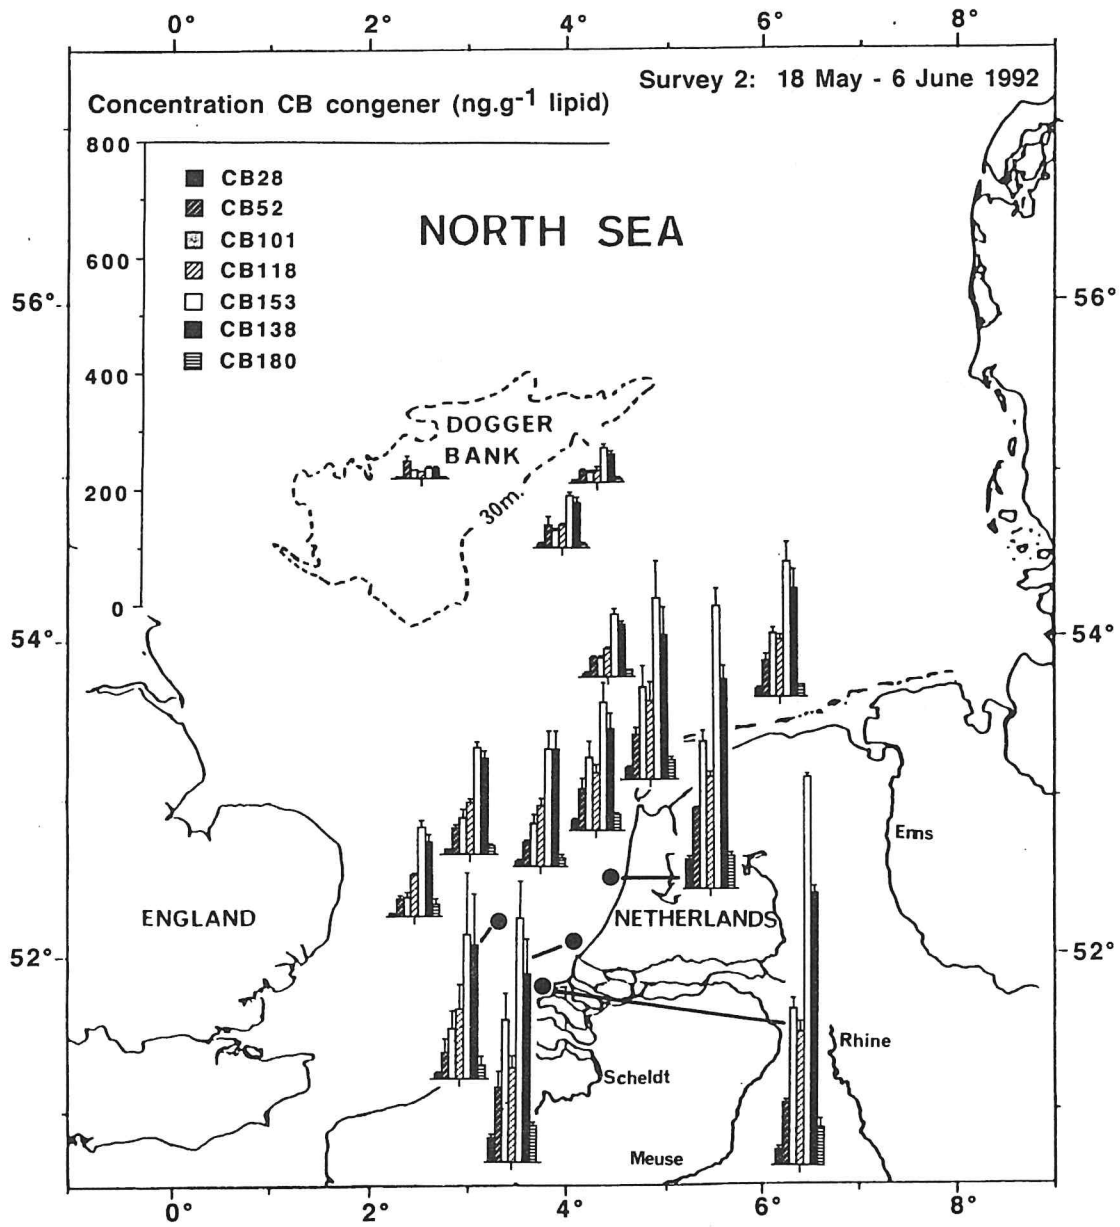 0° 2° 4° 6° 8°
Survey 2: 18 May - 6 June 1992
Concentration CB congener (ng.g-1 lipid)
800
CB28
CB52
CB101
CB118
CB153
CB138
CB180
NORTH SEA
600
56° 56°
400
DOGGER
BANK
200
30m.
0
54° 54°
Ems
ENGLAND
NETHERLANDS
52° 52°
Rhine
Scheldt
Meuse
0° 2° 4° 6° 8°